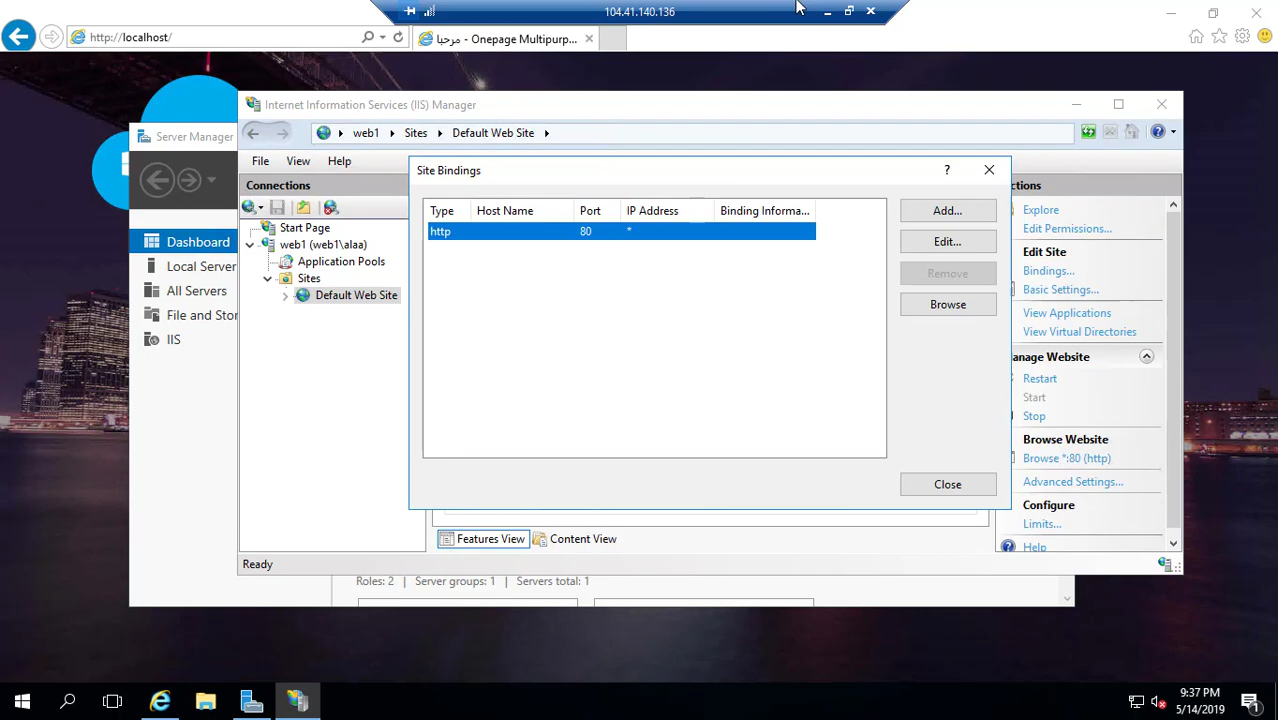 104.41.140.136
http://localhost/
مرحبا - Onepage Multipurp...
Internet Information Services (IIS) Manager
Server Manager
web1
Sites
Default Web Site
File
View
Help
Site Bindings
?
Connections
Type
Host Name
Port
IP Address
Binding Informa...
http
80
*
Add...
Edit...
Remove
Browse
Close
Start Page
web1 (web1\alaa)
Application Pools
Sites
Default Web Site
Dashboard
Local Server
All Servers
File and Stor
IIS
ctions
Explore
Edit Permissions...
Edit Site
Bindings...
Basic Settings...
View Applications
View Virtual Directories
anage Website
Restart
Start
Stop
Browse Website
Browse *:80 (http)
Advanced Settings...
Configure
Limits...
Help
Features View
Content View
Ready
Roles: 2 | Server groups: 1 | Servers total: 1
9:37 PM
5/14/2019
1